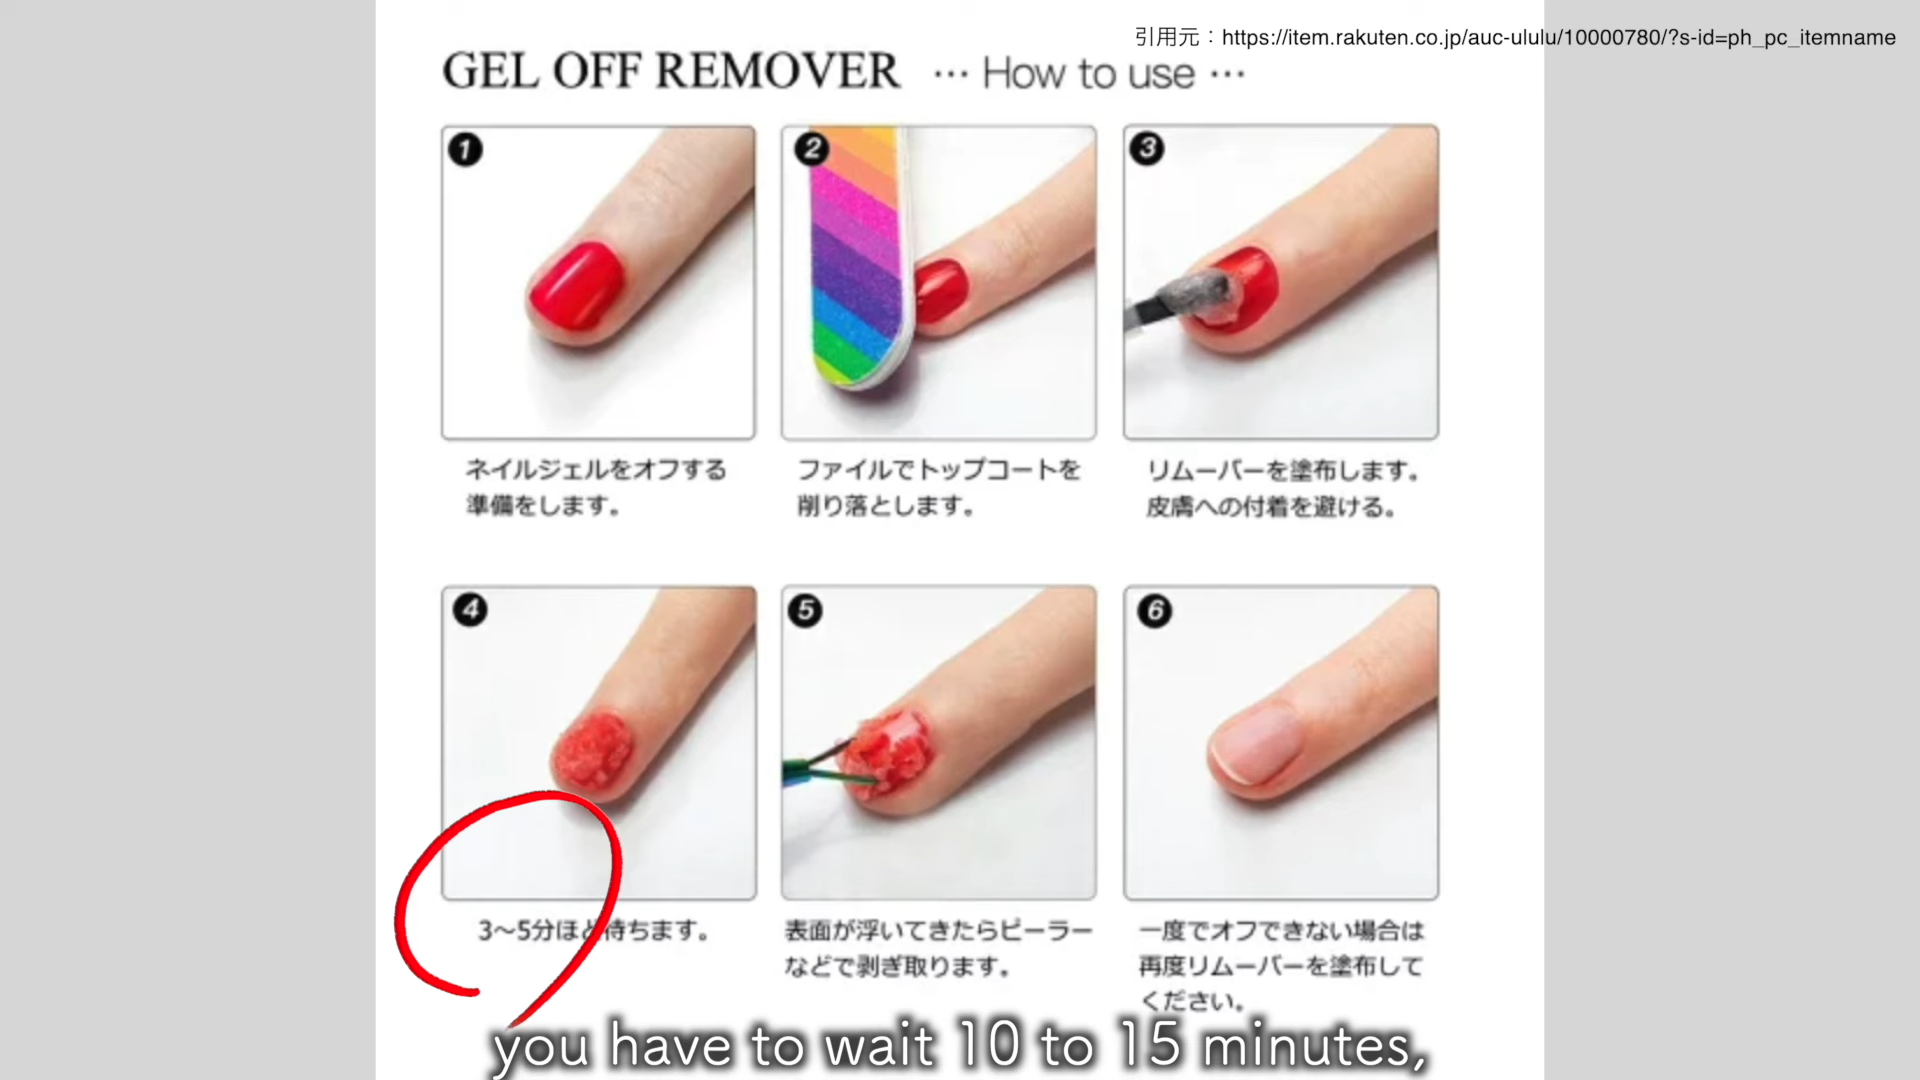 引用元：https://item.rakuten.co.jp/auc-ululu/10000780/?s-id=ph_pc_itemname
GEL OFF REMOVER ··· How to use ···
1
2
3
ネイルジェルをオフする
準備をします。
ファイルでトップコートを
削り落とします。
リムーバーを塗布します。
皮膚への付着を避ける。
4
5
6
3〜5分ほど待ちます。
表面が浮いてきたらピーラー
などで剥ぎ取ります。
一度でオフできない場合は
再度リムーバーを塗布して
ください。
you have to wait 10 to 15 minutes,